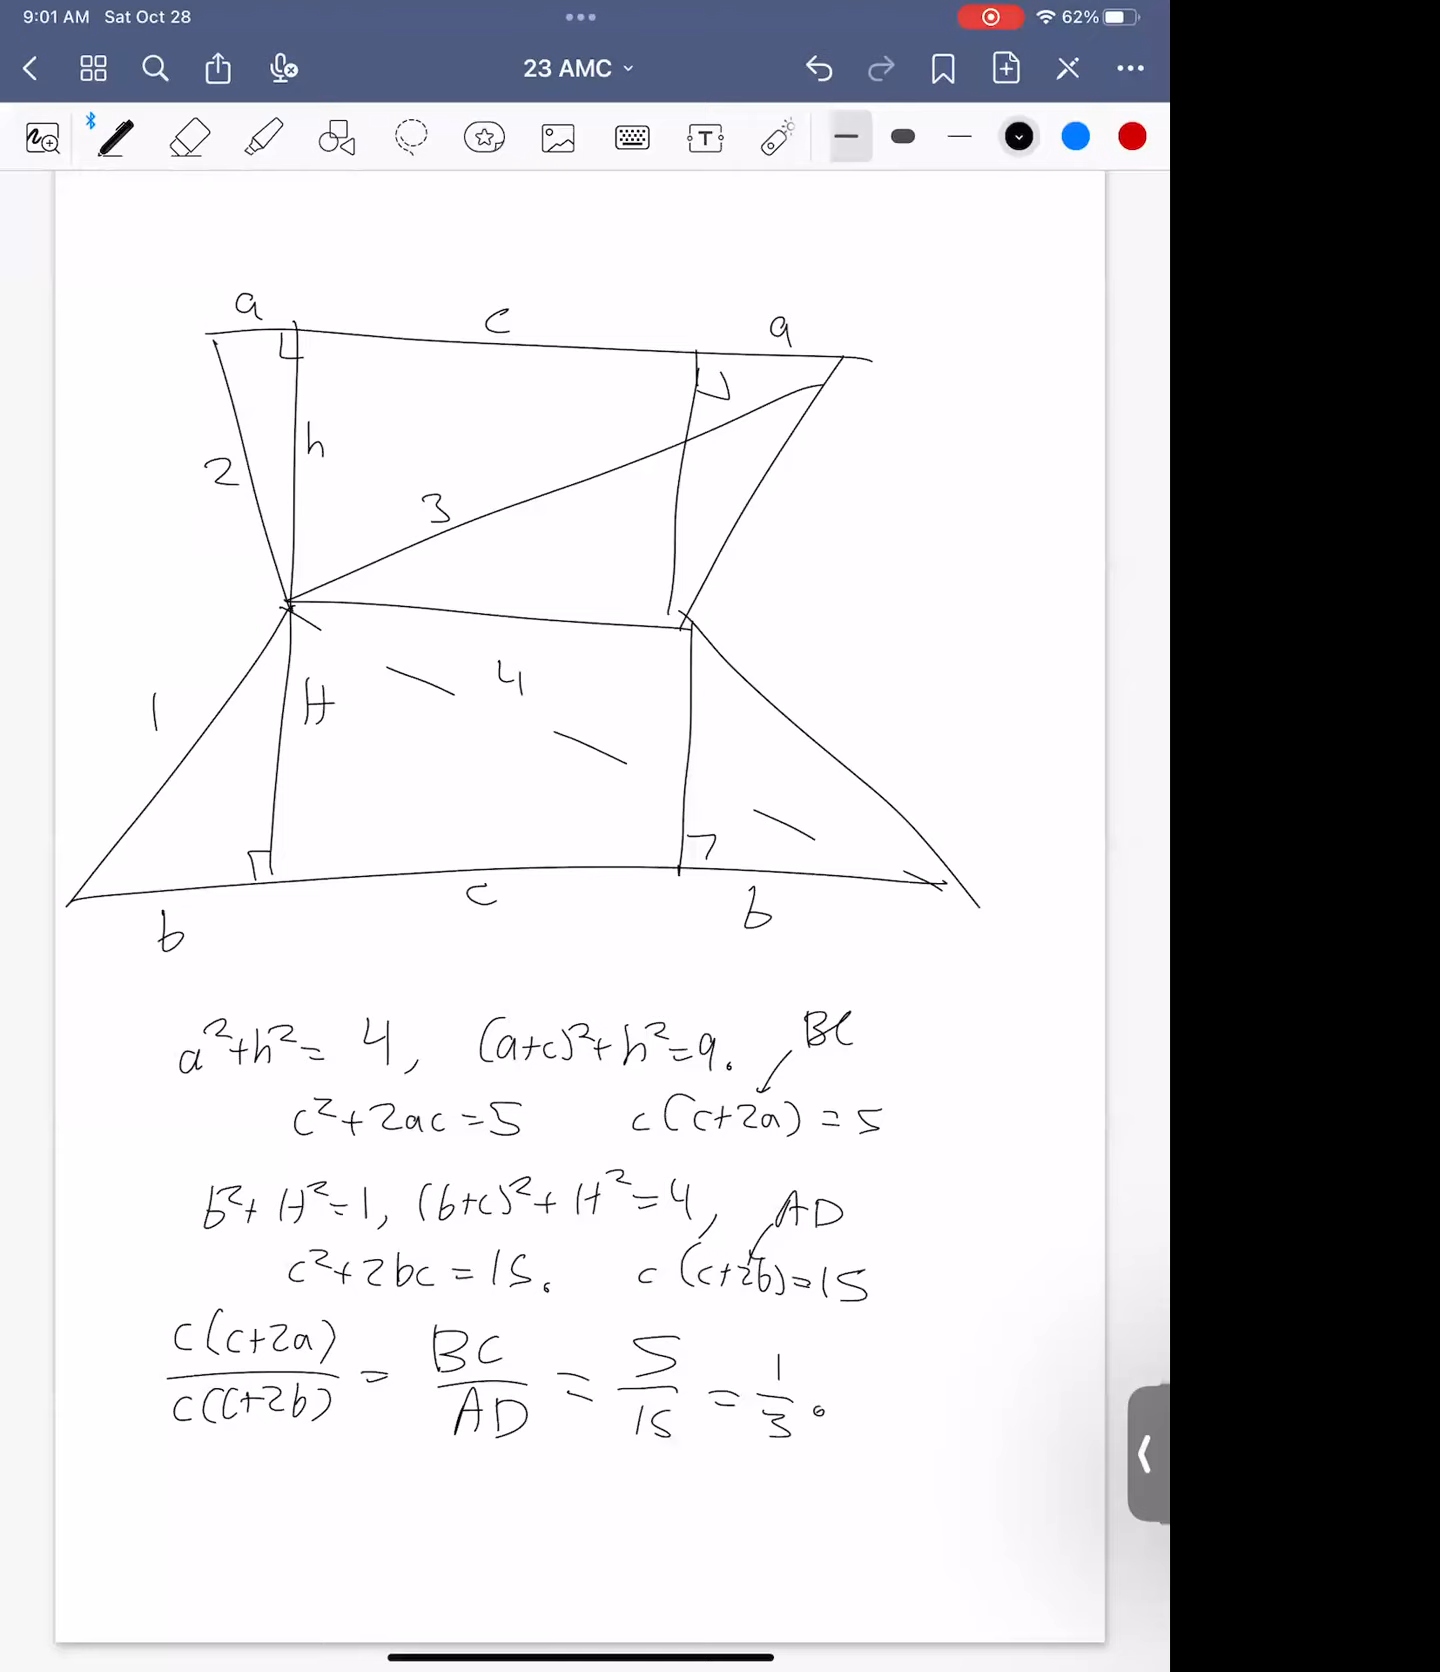 9:01 AM Sat Oct 28
62%
23 AMC
T
a c a
h
2
3
4
1 H
b c b
a²+h²= 4, (a+c)²+h²=9. BC
c²+2ac=5 c(c+2a)=5
b²+H²=1, (b+c)²+H²=4, AD
c²+2bc=15. c(c+2b)=15
c(c+2a)/c(c+2b) = BC/AD = 5/15 = 1/3.